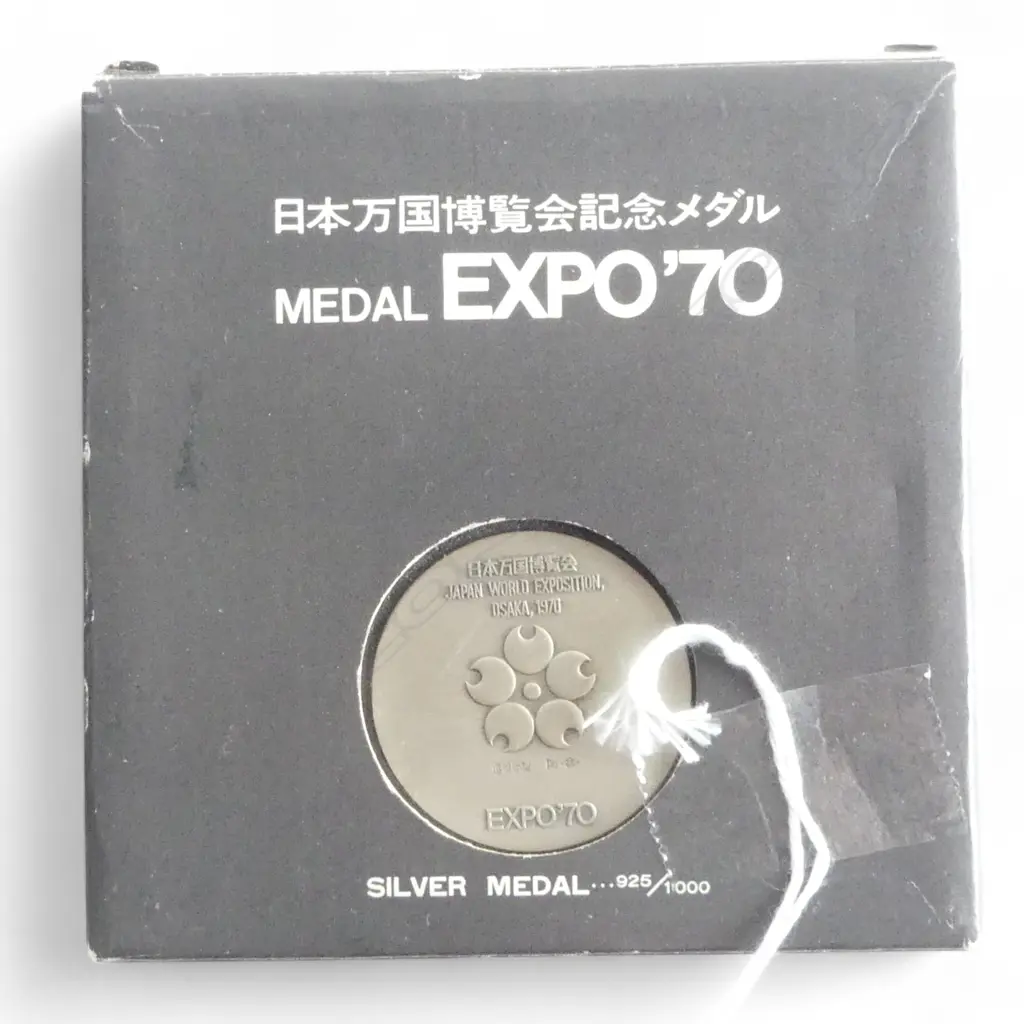 日本万国博覧会記念メダル
MEDAL EXPO'70
日本万国博覧会
JAPAN WORLD EXPOSITION,
OSAKA, 1970
EXPO'70
SILVER MEDAL...925/1000